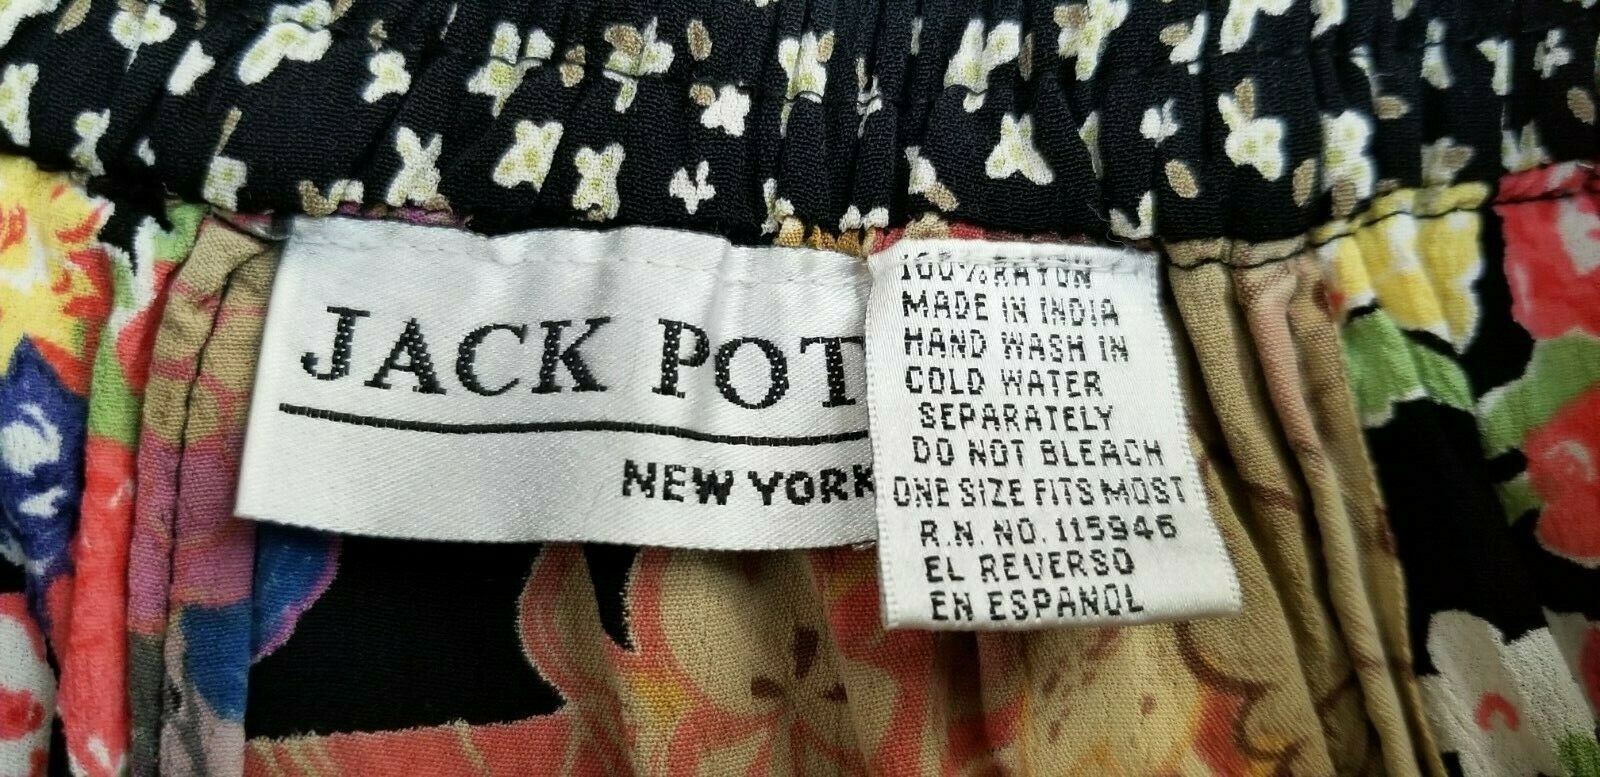 JACK POT
NEW YORK
100% RAYON
MADE IN INDIA
HAND WASH IN
COLD WATER
SEPARATELY
DO NOT BLEACH
ONE SIZE FITS MOST
R.N. NO. 115946
EL REVERSO
EN ESPANOL